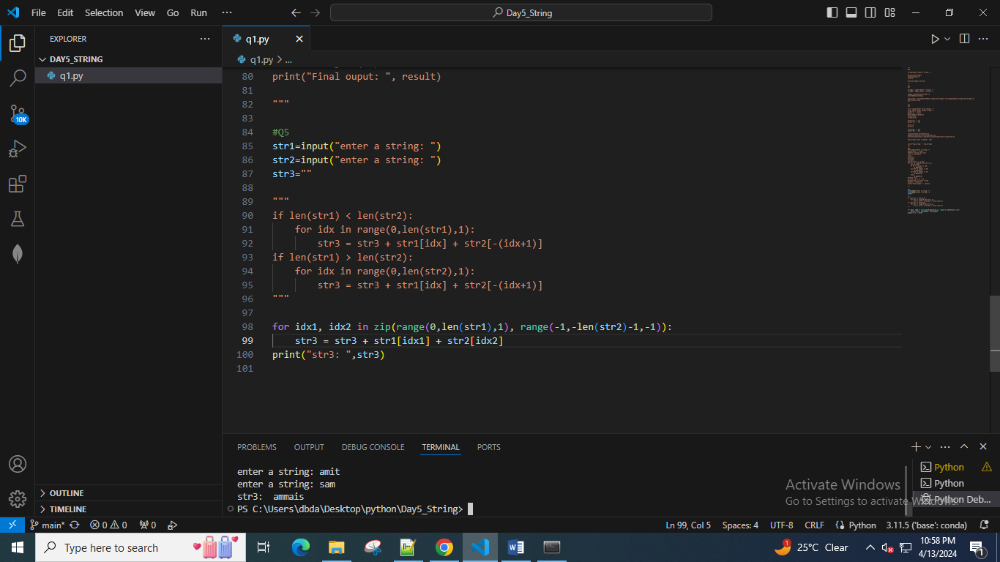 File Edit Selection View Go Run ··· Day5_String
EXPLORER ···
DAY5_STRING
q1.py
10K
OUTLINE
TIMELINE
q1.py
q1.py > ...
80 print("Final ouput: ", result)
81
82 """
83
84 #Q5
85 str1=input("enter a string: ")
86 str2=input("enter a string: ")
87 str3=""
88
89 """
90 if len(str1) < len(str2):
91     for idx in range(0,len(str1),1):
92         str3 = str3 + str1[idx] + str2[-(idx+1)]
93 if len(str1) > len(str2):
94     for idx in range(0,len(str2),1):
95         str3 = str3 + str1[idx] + str2[-(idx+1)]
96 """
97
98 for idx1, idx2 in zip(range(0,len(str1),1), range(-1,-len(str2)-1,-1)):
99     str3 = str3 + str1[idx1] + str2[idx2]
100 print("str3: ",str3)
101
PROBLEMS OUTPUT DEBUG CONSOLE TERMINAL PORTS
enter a string: amit
enter a string: sam
str3:  ammais
PS C:\Users\dbda\Desktop\python\Day5_String>
Python
Python
Python Deb...
Activate Windows
Go to Settings to activate Windows.
main* 0 0 0 Ln 99, Col 5 Spaces: 4 UTF-8 CRLF Python 3.11.5 ('base': conda)
Type here to search
1 25°C Clear
10:58 PM
4/13/2024
1